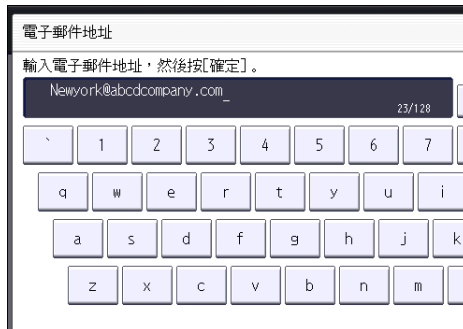 電子郵件地址
輸入電子郵件地址，然後按[確定]。
Newyork@abcdcompany.com_
23/128
` 1 2 3 4 5 6 7
q w e r t y u i
a s d f g h j k
z x c v b n m